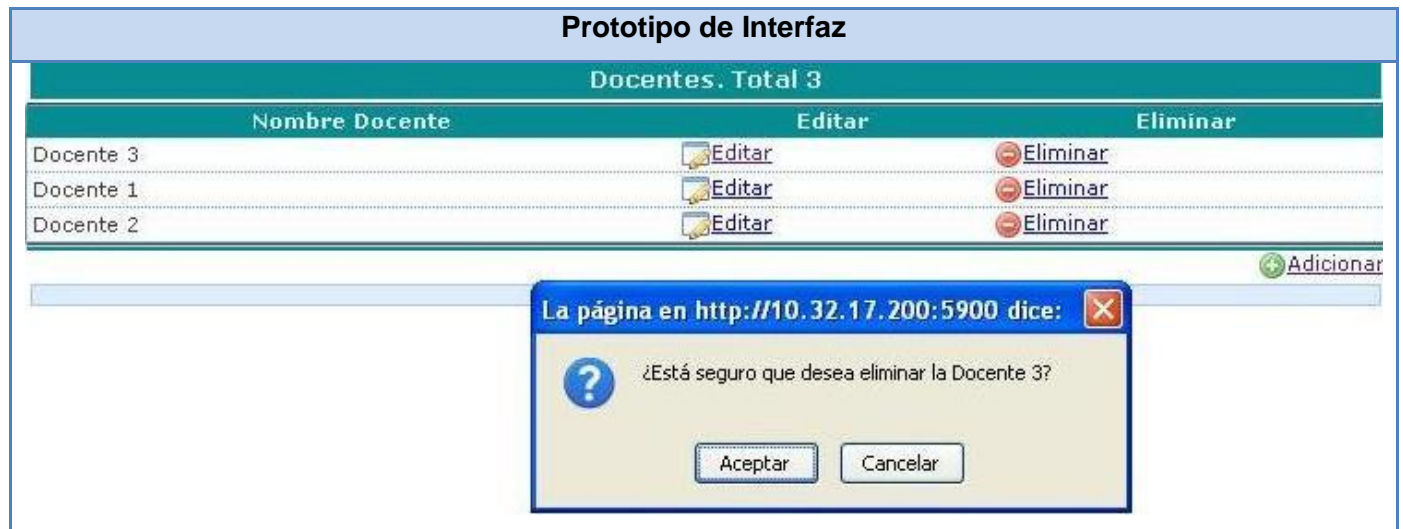 Prototipo de Interfaz
Docentes. Total 3
Nombre Docente Editar Eliminar
Docente 3 Editar Eliminar
Docente 1 Editar Eliminar
Docente 2 Editar Eliminar
Adicionar
La página en http://10.32.17.200:5900 dice:
¿Está seguro que desea eliminar la Docente 3?
Aceptar Cancelar